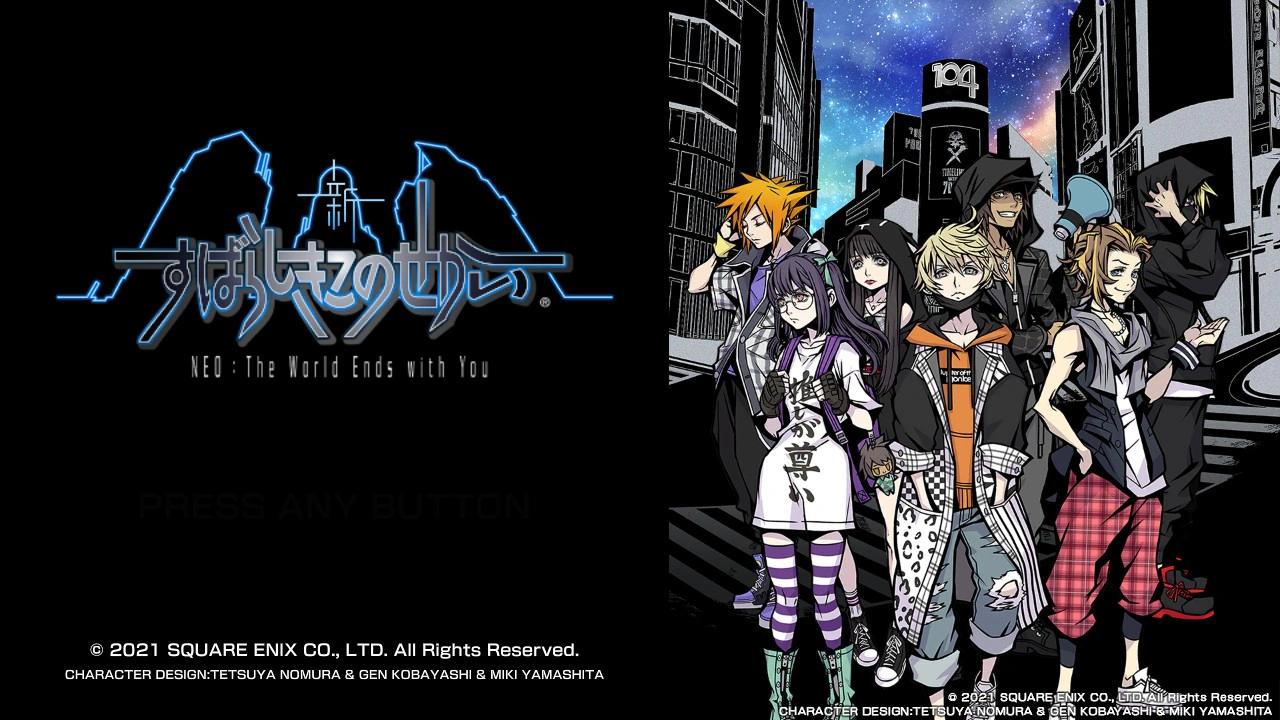 新
すばらしきこのせかい
®
NEO : The World Ends with You
PRESS ANY BUTTON
© 2021 SQUARE ENIX CO., LTD. All Rights Reserved.
CHARACTER DESIGN:TETSUYA NOMURA & GEN KOBAYASHI & MIKI YAMASHITA
104
推しが尊い
© 2021 SQUARE ENIX CO., LTD. All Rights Reserved.
CHARACTER DESIGN:TETSUYA NOMURA & GEN KOBAYASHI & MIKI YAMASHITA